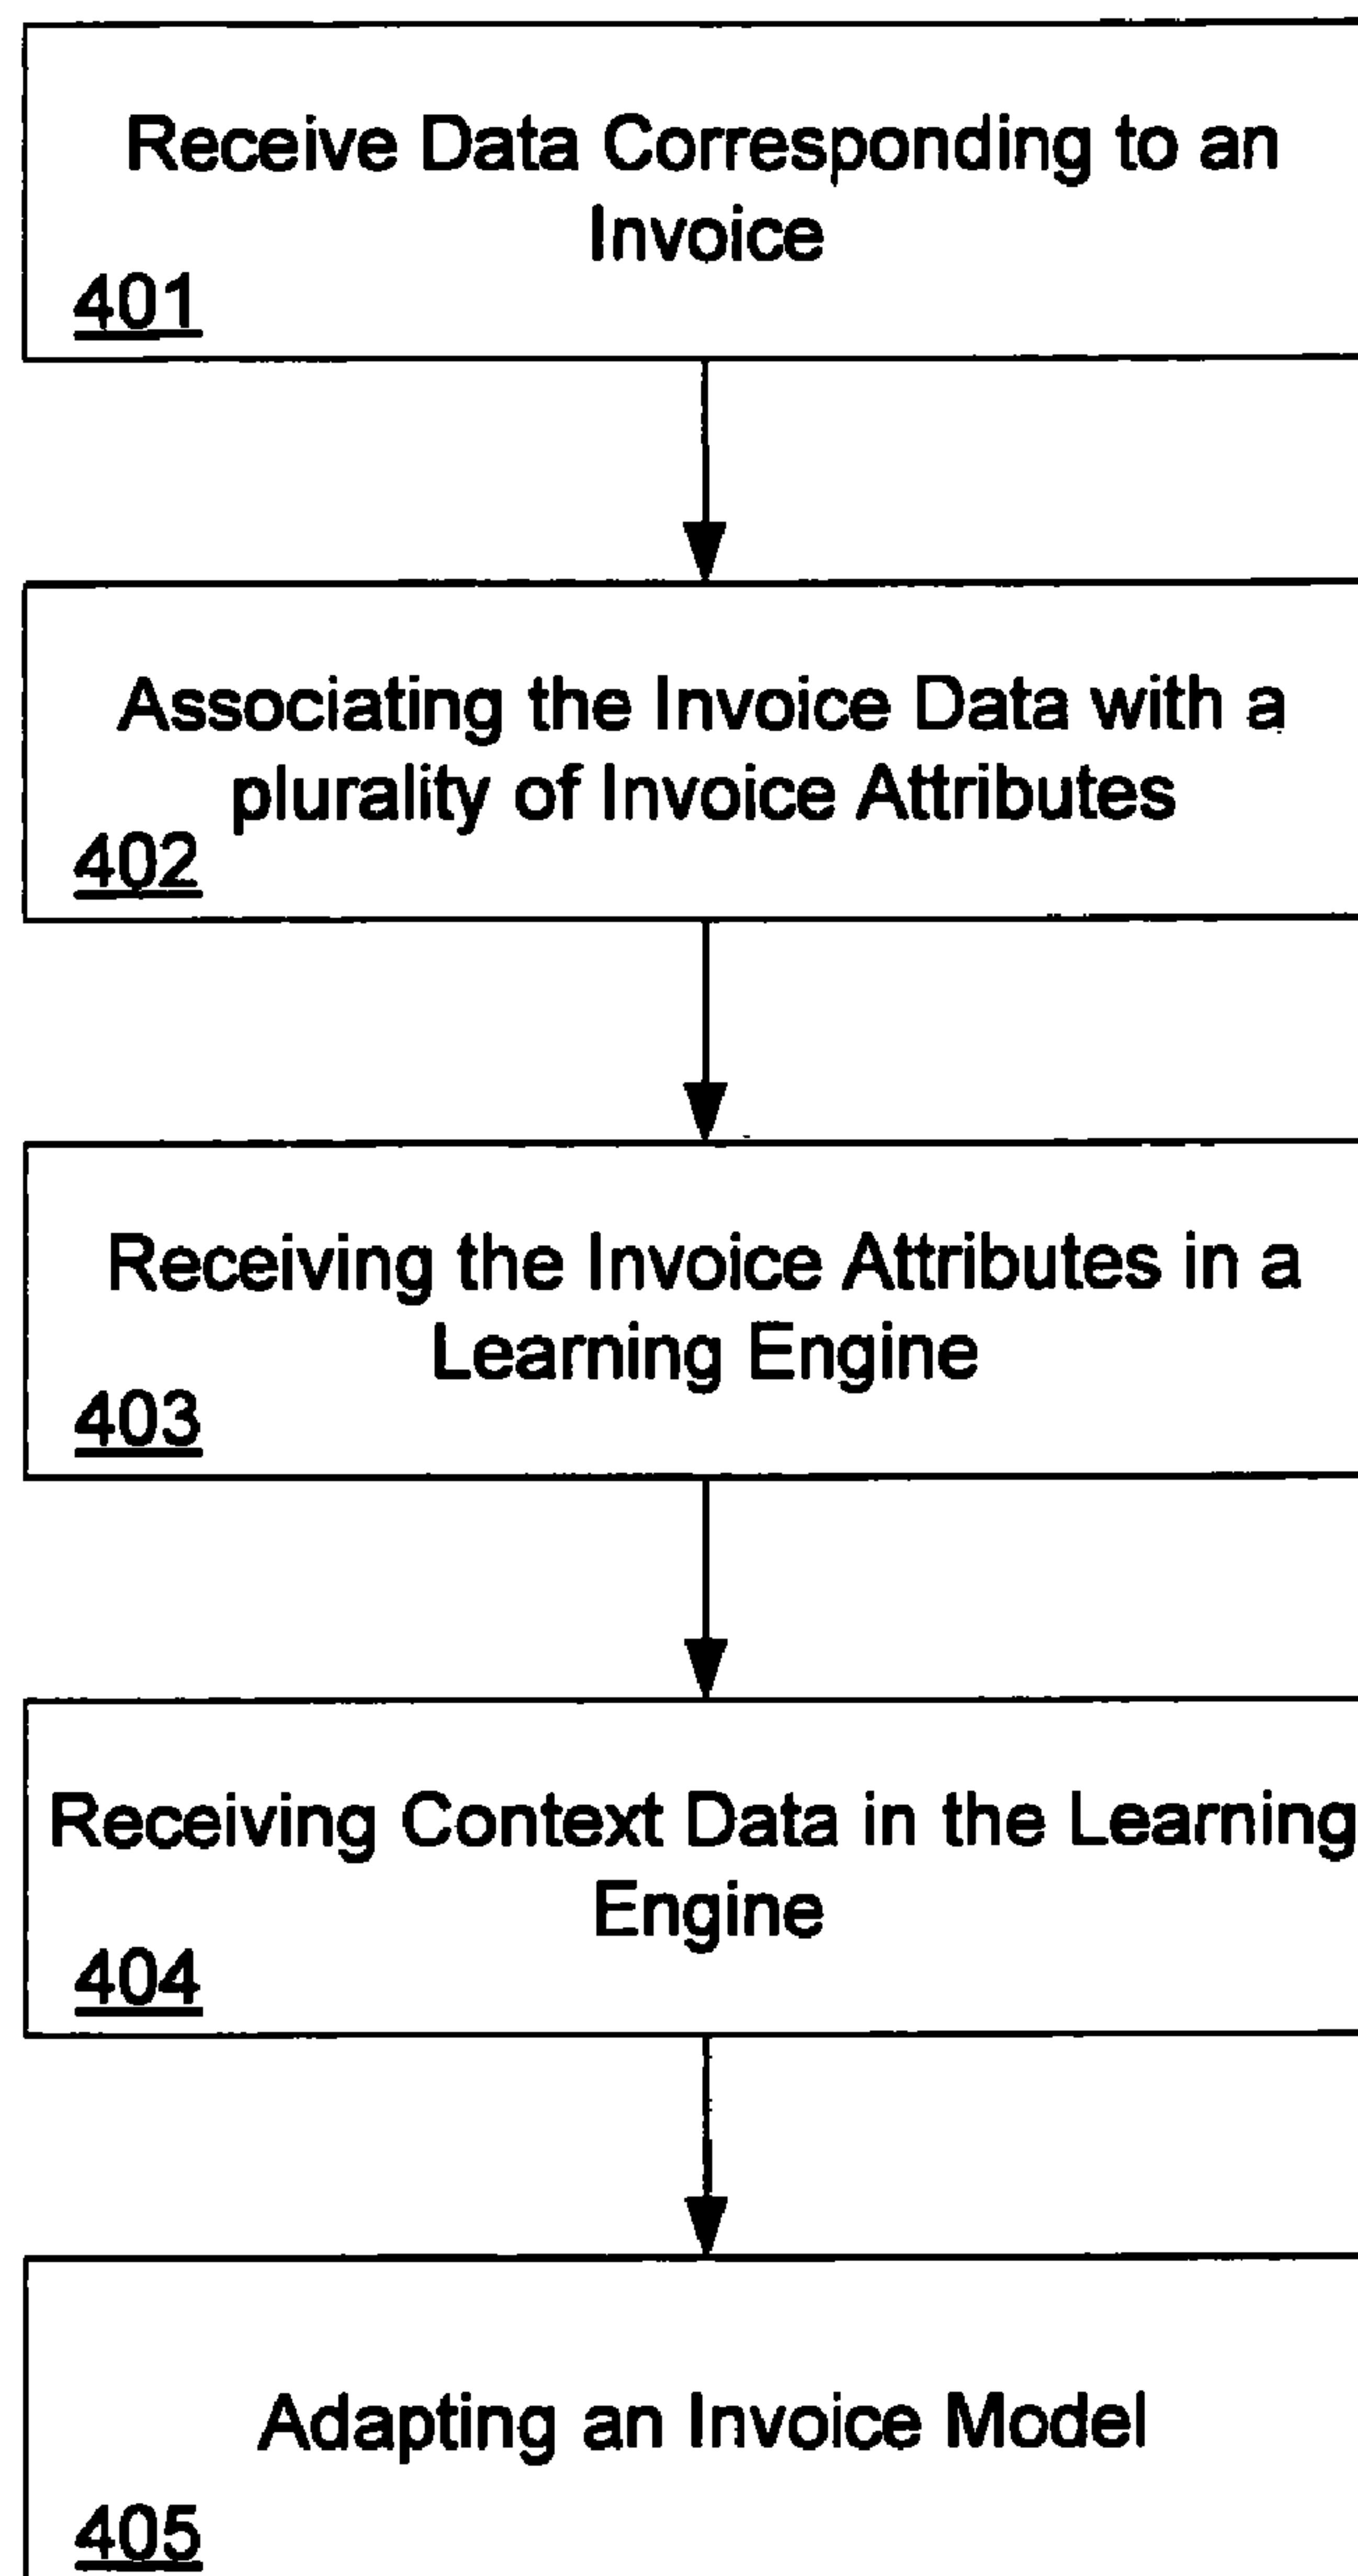 Receive Data Corresponding to an
Invoice
401
Associating the Invoice Data with a
plurality of Invoice Attributes
402
Receiving the Invoice Attributes in a
Learning Engine
403
Receiving Context Data in the Learning
Engine
404
Adapting an Invoice Model
405